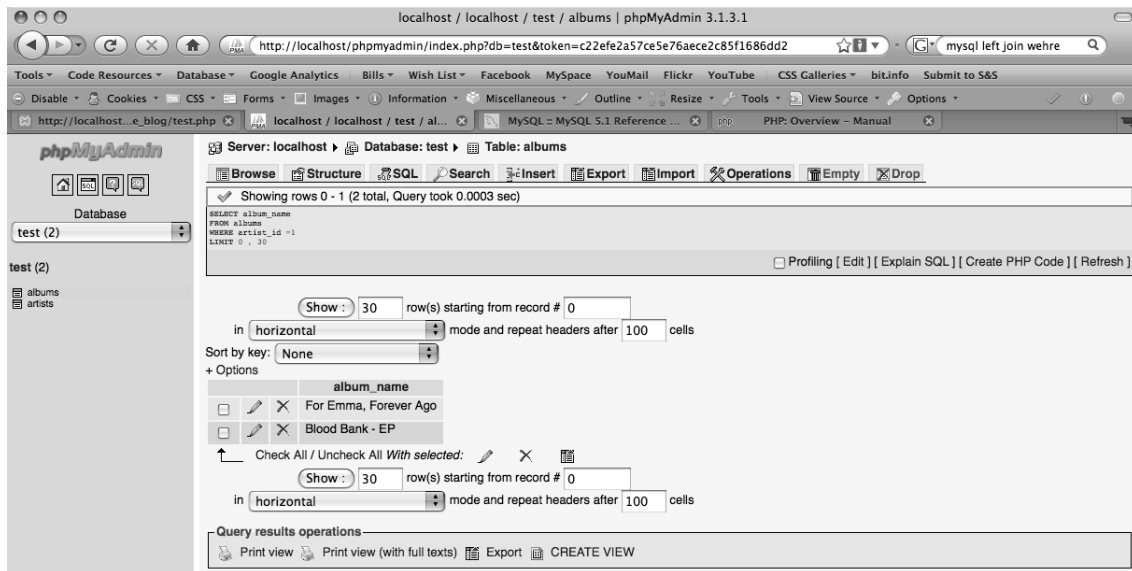 localhost / localhost / test / albums | phpMyAdmin 3.1.3.1
http://localhost/phpmyadmin/index.php?db=test&token=c22efe2a57ce5e76aece2c85f1686dd2 mysql left join wehre
Tools Code Resources Database Google Analytics Bills Wish List Facebook MySpace YouMail Flickr YouTube CSS Galleries bit.info Submit to S&S
Disable Cookies CSS Forms Images Information Miscellaneous Outline Resize Tools View Source Options
http://localhost...e_blog/test.php localhost / localhost / test / al... MySQL :: MySQL 5.1 Reference ... php PHP: Overview - Manual
phpMyAdmin
Database
test (2)
test (2)
albums
artists
Server: localhost Database: test Table: albums
Browse Structure SQL Search Insert Export Import Operations Empty Drop
Showing rows 0 - 1 (2 total, Query took 0.0003 sec)
SELECT album_name
FROM albums
WHERE artist_id =1
LIMIT 0 , 30
Profiling [ Edit ] [ Explain SQL ] [ Create PHP Code ] [ Refresh ]
Show : 30 row(s) starting from record # 0
in horizontal mode and repeat headers after 100 cells
Sort by key: None
+ Options
album_name
For Emma, Forever Ago
Blood Bank - EP
Check All / Uncheck All With selected:
Show : 30 row(s) starting from record # 0
in horizontal mode and repeat headers after 100 cells
Query results operations
Print view Print view (with full texts) Export CREATE VIEW